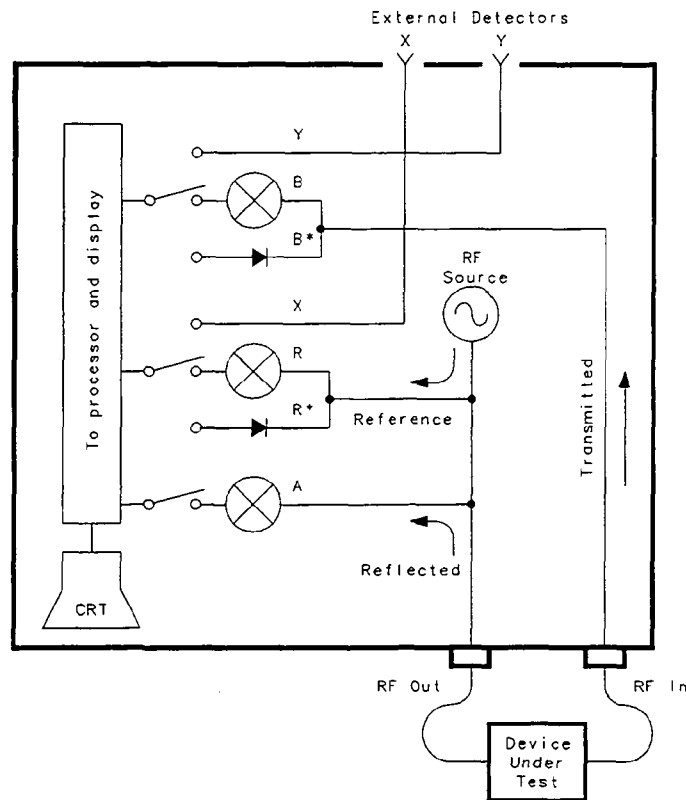 External Detectors
X Y
Y
B
B*
RF
Source
X
R
R*
Reference
A
Reflected
Transmitted
To processor and display
CRT
RF Out
RF In
Device
Under
Test